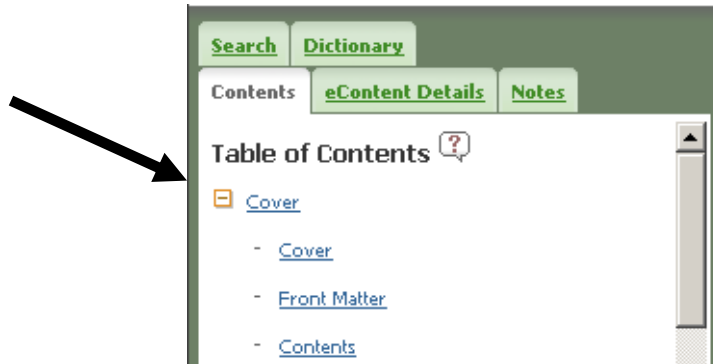 Search Dictionary
Contents eContent Details Notes
Table of Contents ?
Cover
- Cover
- Front Matter
- Contents